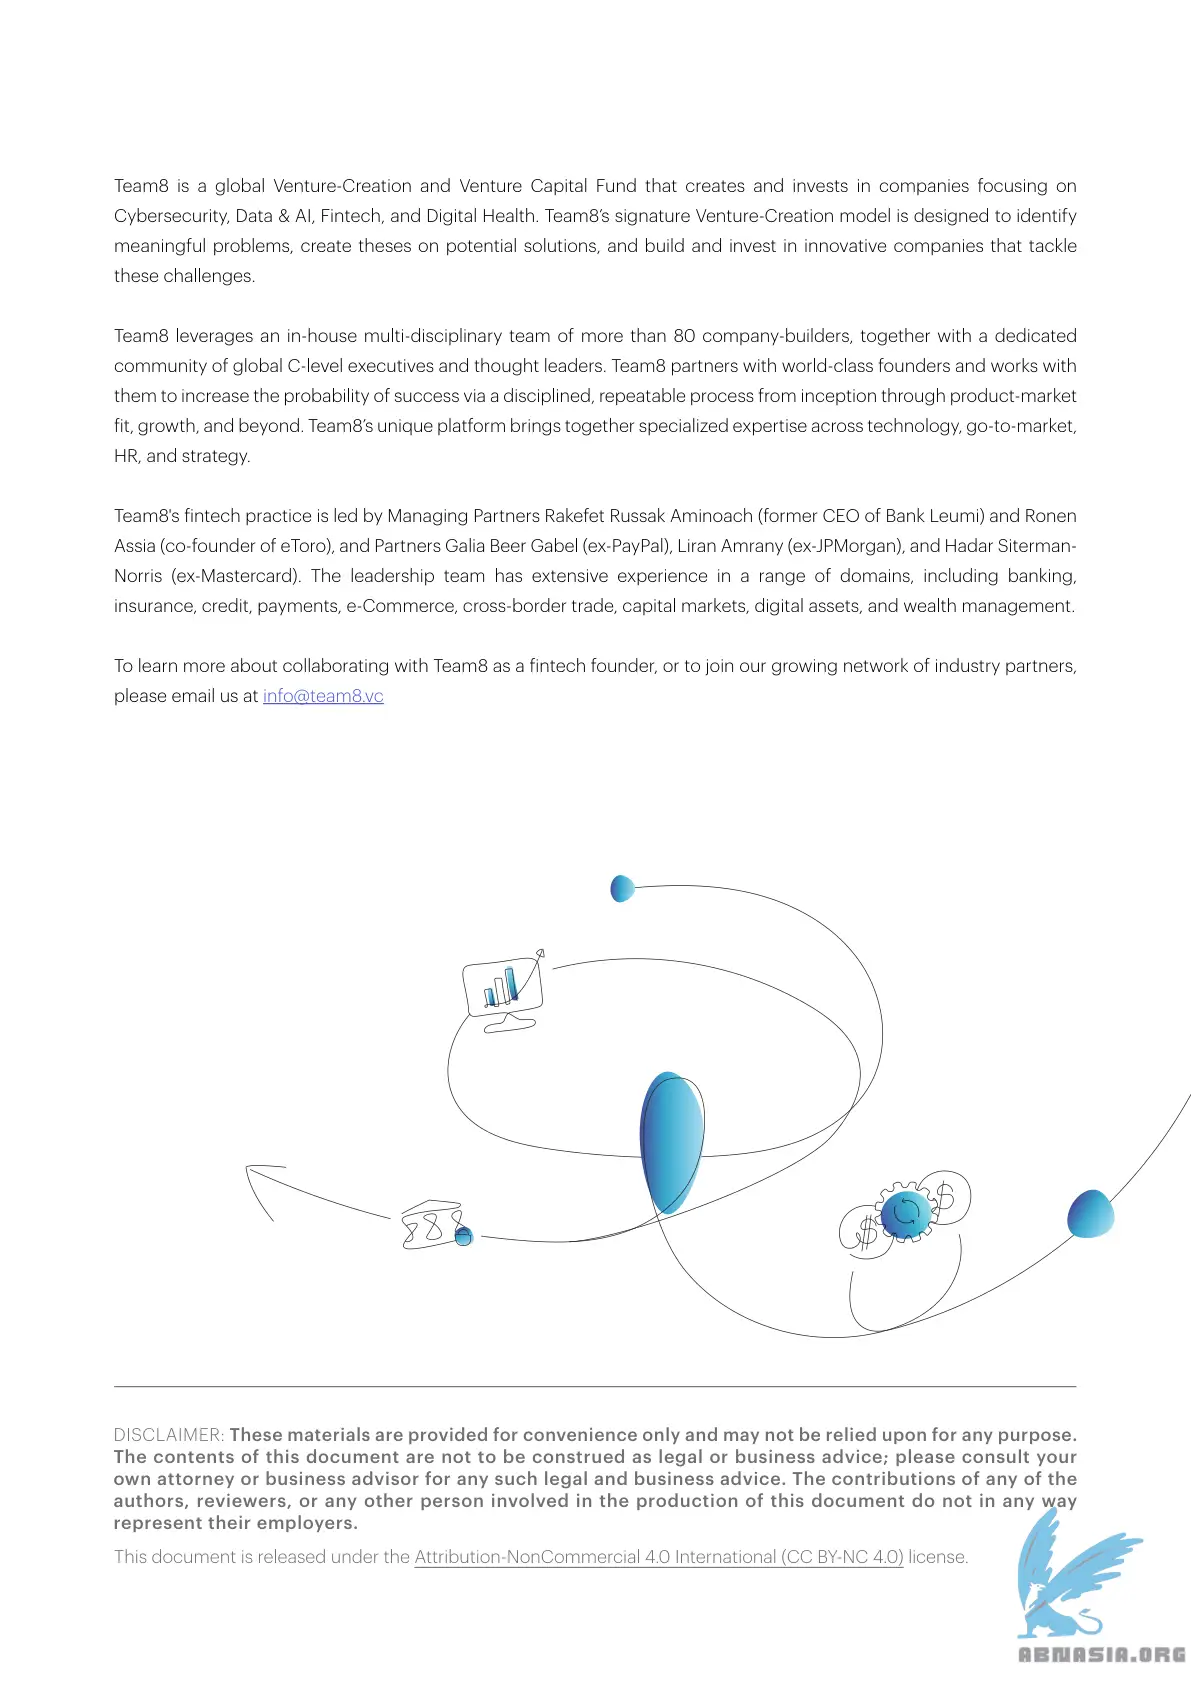 Team8 is a global Venture-Creation and Venture Capital Fund that creates and invests in companies focusing on
Cybersecurity, Data & AI, Fintech, and Digital Health. Team8’s signature Venture-Creation model is designed to identify
meaningful problems, create theses on potential solutions, and build and invest in innovative companies that tackle
these challenges.
Team8 leverages an in-house multi-disciplinary team of more than 80 company-builders, together with a dedicated
community of global C-level executives and thought leaders. Team8 partners with world-class founders and works with
them to increase the probability of success via a disciplined, repeatable process from inception through product-market
fit, growth, and beyond. Team8’s unique platform brings together specialized expertise across technology, go-to-market,
HR, and strategy.
Team8's fintech practice is led by Managing Partners Rakefet Russak Aminoach (former CEO of Bank Leumi) and Ronen
Assia (co-founder of eToro), and Partners Galia Beer Gabel (ex-PayPal), Liran Amrany (ex-JPMorgan), and Hadar Siterman-
Norris (ex-Mastercard). The leadership team has extensive experience in a range of domains, including banking,
insurance, credit, payments, e-Commerce, cross-border trade, capital markets, digital assets, and wealth management.
To learn more about collaborating with Team8 as a fintech founder, or to join our growing network of industry partners,
please email us at info@team8.vc
$
$
DISCLAIMER: These materials are provided for convenience only and may not be relied upon for any purpose.
The contents of this document are not to be construed as legal or business advice; please consult your
own attorney or business advisor for any such legal and business advice. The contributions of any of the
authors, reviewers, or any other person involved in the production of this document do not in any way
represent their employers.
This document is released under the Attribution-NonCommercial 4.0 International (CC BY-NC 4.0) license.
ABNASIA.ORG